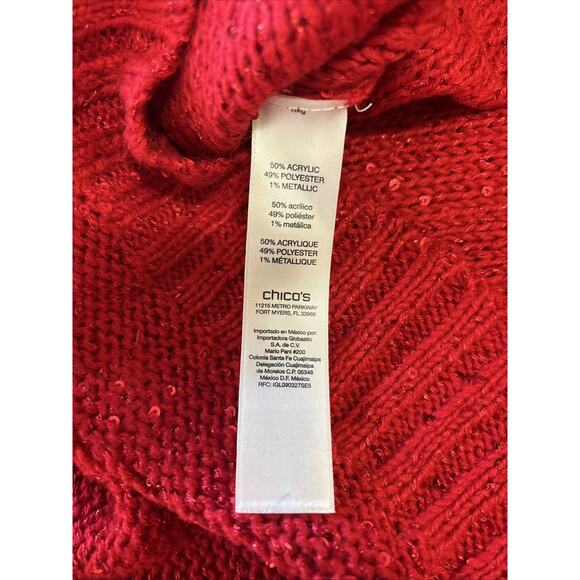 50% ACRYLIC
49% POLYESTER
1% METALLIC
50% acrílico
49% poliéster
1% metálica
50% ACRYLIQUE
49% POLYESTER
1% MÉTALLIQUE
chico's
11215 METRO PARKWAY
FORT MYERS, FL 33966
Importado en México por:
Importadora Globastic
S.A. de C.V.
Mario Pani #200
Colonia Santa Fe Cuajimalpa
Delegación Cuajimalpa
de Morelos C.P. 05348
México D.F. México
RFC: IGL090327SE5